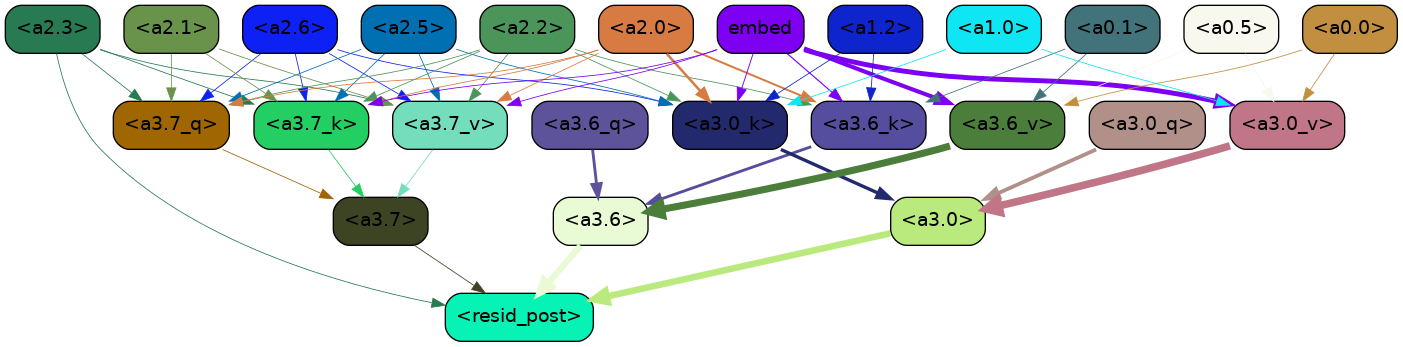 <a2.3> <a2.1> <a2.6> <a2.5> <a2.2> <a2.0> embed <a1.2> <a1.0> <a0.1> <a0.5> <a0.0>
<a3.7_q> <a3.7_k> <a3.7_v> <a3.6_q> <a3.0_k> <a3.6_k> <a3.6_v> <a3.0_q> <a3.0_v>
<a3.7> <a3.6> <a3.0>
<resid_post>